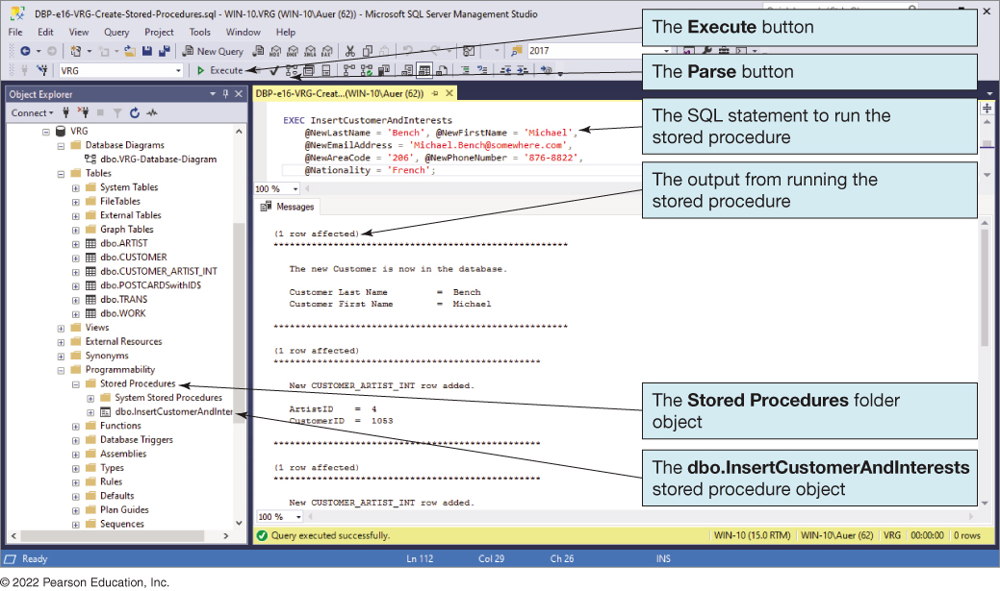 DBP-e16-VRG-Create-Stored-Procedures.sql - WIN-10.VRG (WIN-10\Auer (62)) - Microsoft SQL Server Management Studio
File Edit View Query Project Tools Window Help
New Query 2017
VRG Execute
The Execute button
The Parse button
The SQL statement to run the
stored procedure
The output from running the
stored procedure
The Stored Procedures folder
object
The dbo.InsertCustomerAndInterests
stored procedure object
Object Explorer
Connect
VRG
Database Diagrams
dbo.VRG-Database-Diagram
Tables
System Tables
FileTables
External Tables
Graph Tables
dbo.ARTIST
dbo.CUSTOMER
dbo.CUSTOMER_ARTIST_INT
dbo.POSTCARDSwithID$
dbo.TRANS
dbo.WORK
Views
External Resources
Synonyms
Programmability
Stored Procedures
System Stored Procedures
dbo.InsertCustomerAndInter
Functions
Database Triggers
Assemblies
Types
Rules
Defaults
Plan Guides
Sequences
DBP-e16-VRG-Creat...(WIN-10\Auer (62))
EXEC InsertCustomerAndInterests
@NewLastName = 'Bench', @NewFirstName = 'Michael',
@NewEmailAddress = 'Michael.Bench@somewhere.com',
@NewAreaCode = '206', @NewPhoneNumber = '876-8822',
@Nationality = 'French';
100 %
Messages
(1 row affected)
*********************************************************
The new Customer is now in the database.
Customer Last Name = Bench
Customer First Name = Michael
*********************************************************
(1 row affected)
****************************************************
New CUSTOMER_ARTIST_INT row added.
ArtistID = 4
CustomerID = 1053
****************************************************
(1 row affected)
****************************************************
New CUSTOMER_ARTIST_INT row added.
100 %
Query executed successfully. WIN-10 (15.0 RTM) WIN-10\Auer (62) VRG 00:00:00 0 rows
Ready Ln 112 Col 29 Ch 26 INS
© 2022 Pearson Education, Inc.